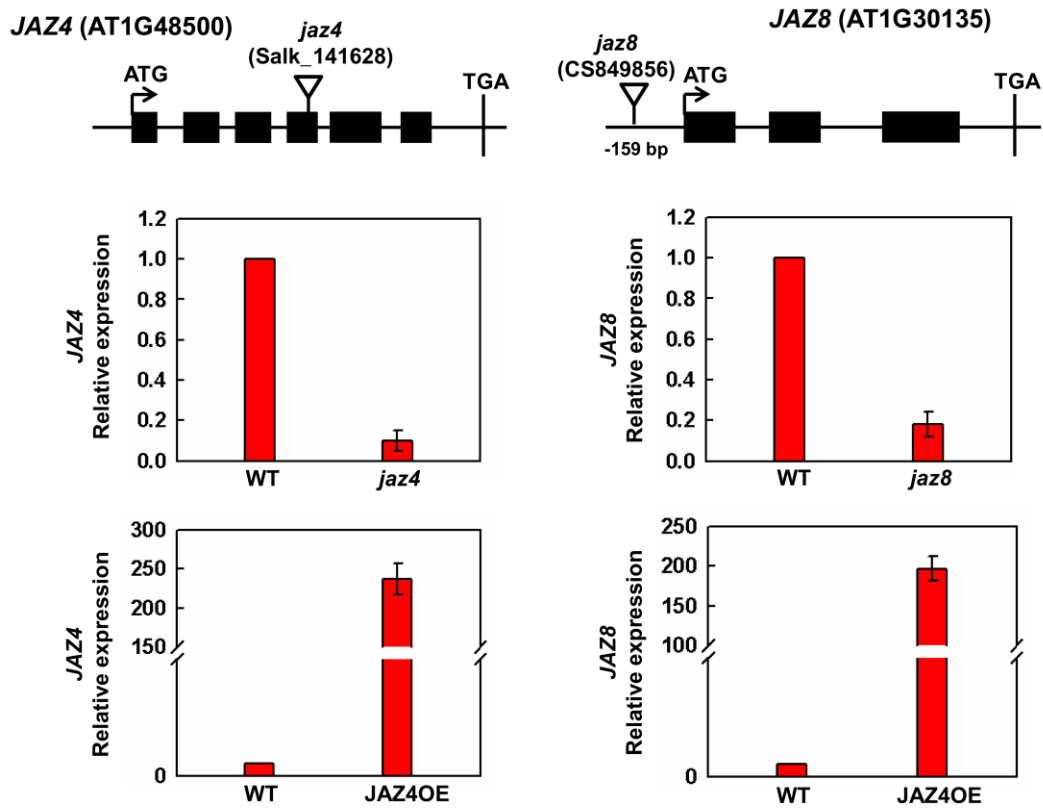 JAZ4 (AT1G48500)
jaz4
(Salk_141628)
ATG
TGA
JAZ8 (AT1G30135)
jaz8
(CS849856)
ATG
TGA
-159 bp
JAZ4
Relative expression
1.2
1.0
0.8
0.6
0.4
0.2
0.0
WT
jaz4
JAZ8
Relative expression
1.2
1.0
0.8
0.6
0.4
0.2
0.0
WT
jaz8
JAZ4
Relative expression
300
250
200
150
0
WT
JAZ4OE
JAZ8
Relative expression
250
200
150
100
0
WT
JAZ4OE